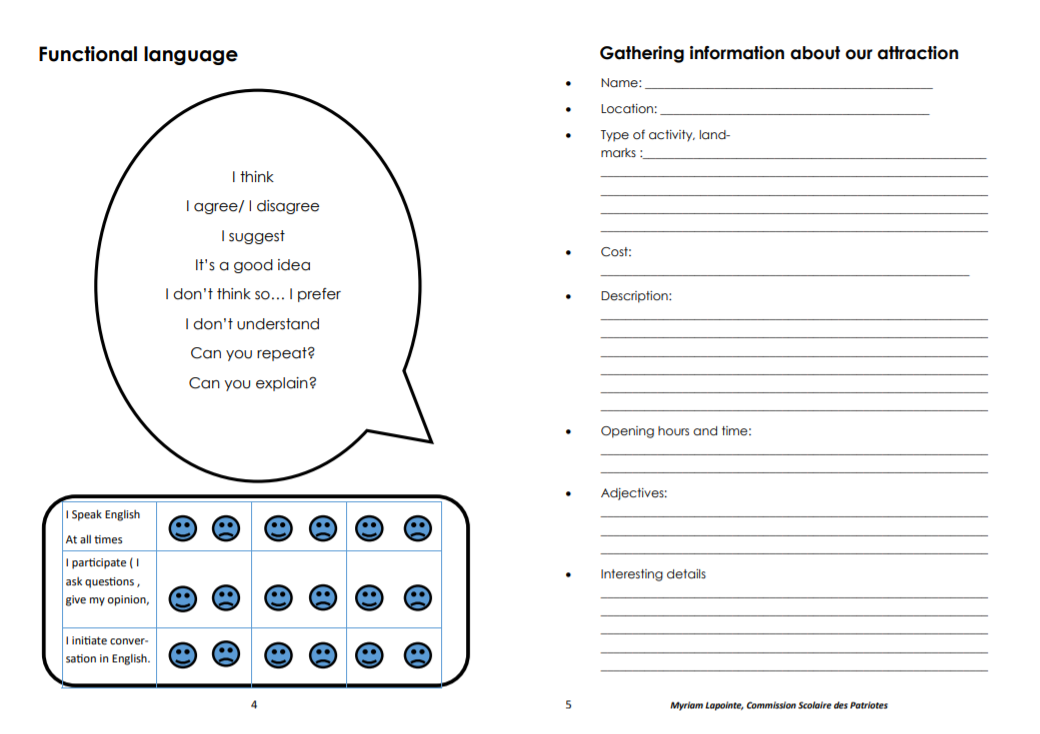 Functional language
I think
I agree/ I disagree
I suggest
It's a good idea
I don't think so... I prefer
I don't understand
Can you repeat?
Can you explain?
I Speak English
At all times
I participate ( I
ask questions ,
give my opinion,
I initiate conver-
sation in English.
4
Gathering information about our attraction
• Name: ____________________
• Location: ____________________
• Type of activity, land-
marks :____________________
• Cost:
• Description:
• Opening hours and time:
• Adjectives:
• Interesting details
5
Myriam Lapointe, Commission Scolaire des Patriotes